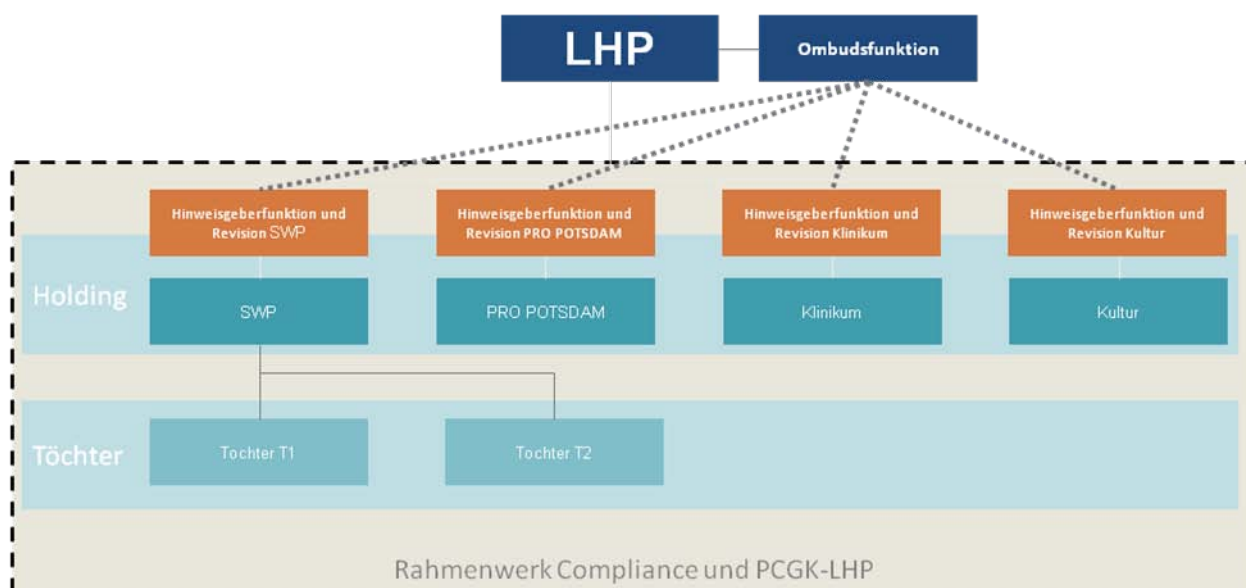 LHP
Ombudsfunktion
Hinweisgeberfunktion und
Revision SWP
Hinweisgeberfunktion und
Revision PRO POTSDAM
Hinweisgeberfunktion und
Revision Klinikum
Hinweisgeberfunktion und
Revision Kultur
Holding
SWP
PRO POTSDAM
Klinikum
Kultur
Töchter
Tochter T1
Tochter T2
Rahmenwerk Compliance und PCGK-LHP